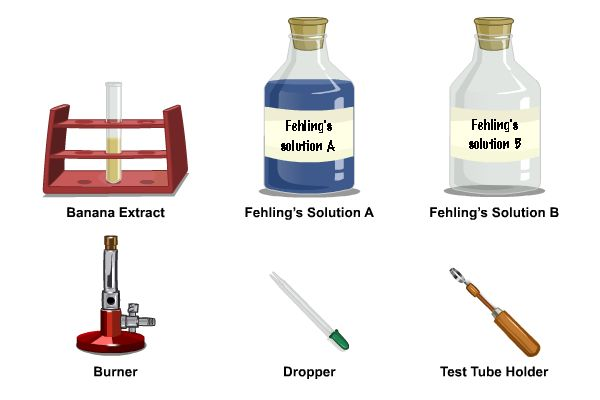 Fehling's
solution A
Fehling's
solution B
Banana Extract
Fehling's Solution A
Fehling's Solution B
Burner
Dropper
Test Tube Holder